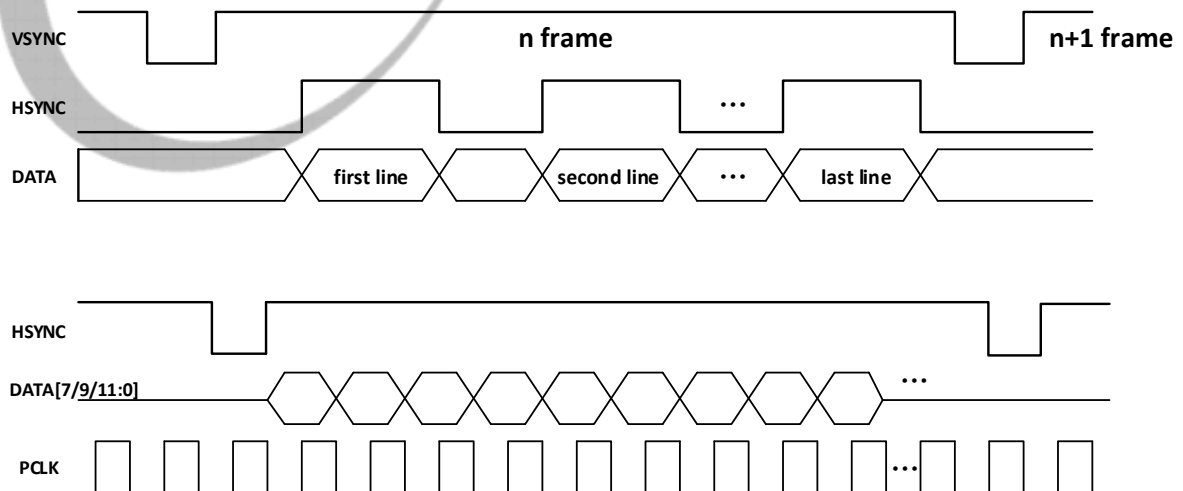 VSYNC n frame n+1 frame
HSYNC ...
DATA first line second line ... last line
HSYNC
DATA[7/9/11:0] ...
PCLK ...